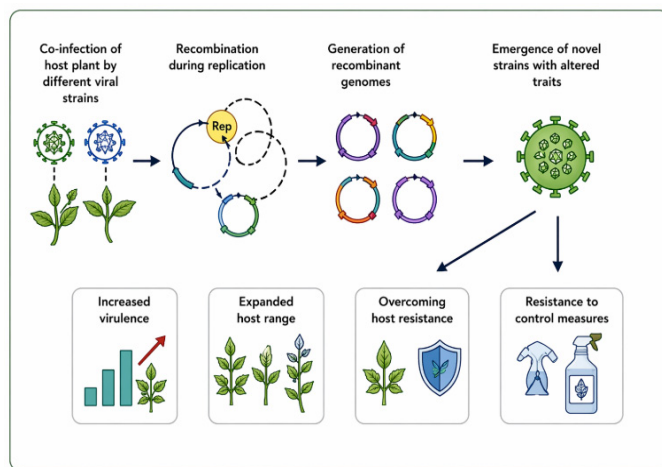 Co-infection of
host plant by
different viral
strains
Recombination
during replication
Generation of
recombinant
genomes
Emergence of novel
strains with altered
traits
Rep
Increased
virulence
Expanded
host range
Overcoming
host resistance
Resistance to
control measures